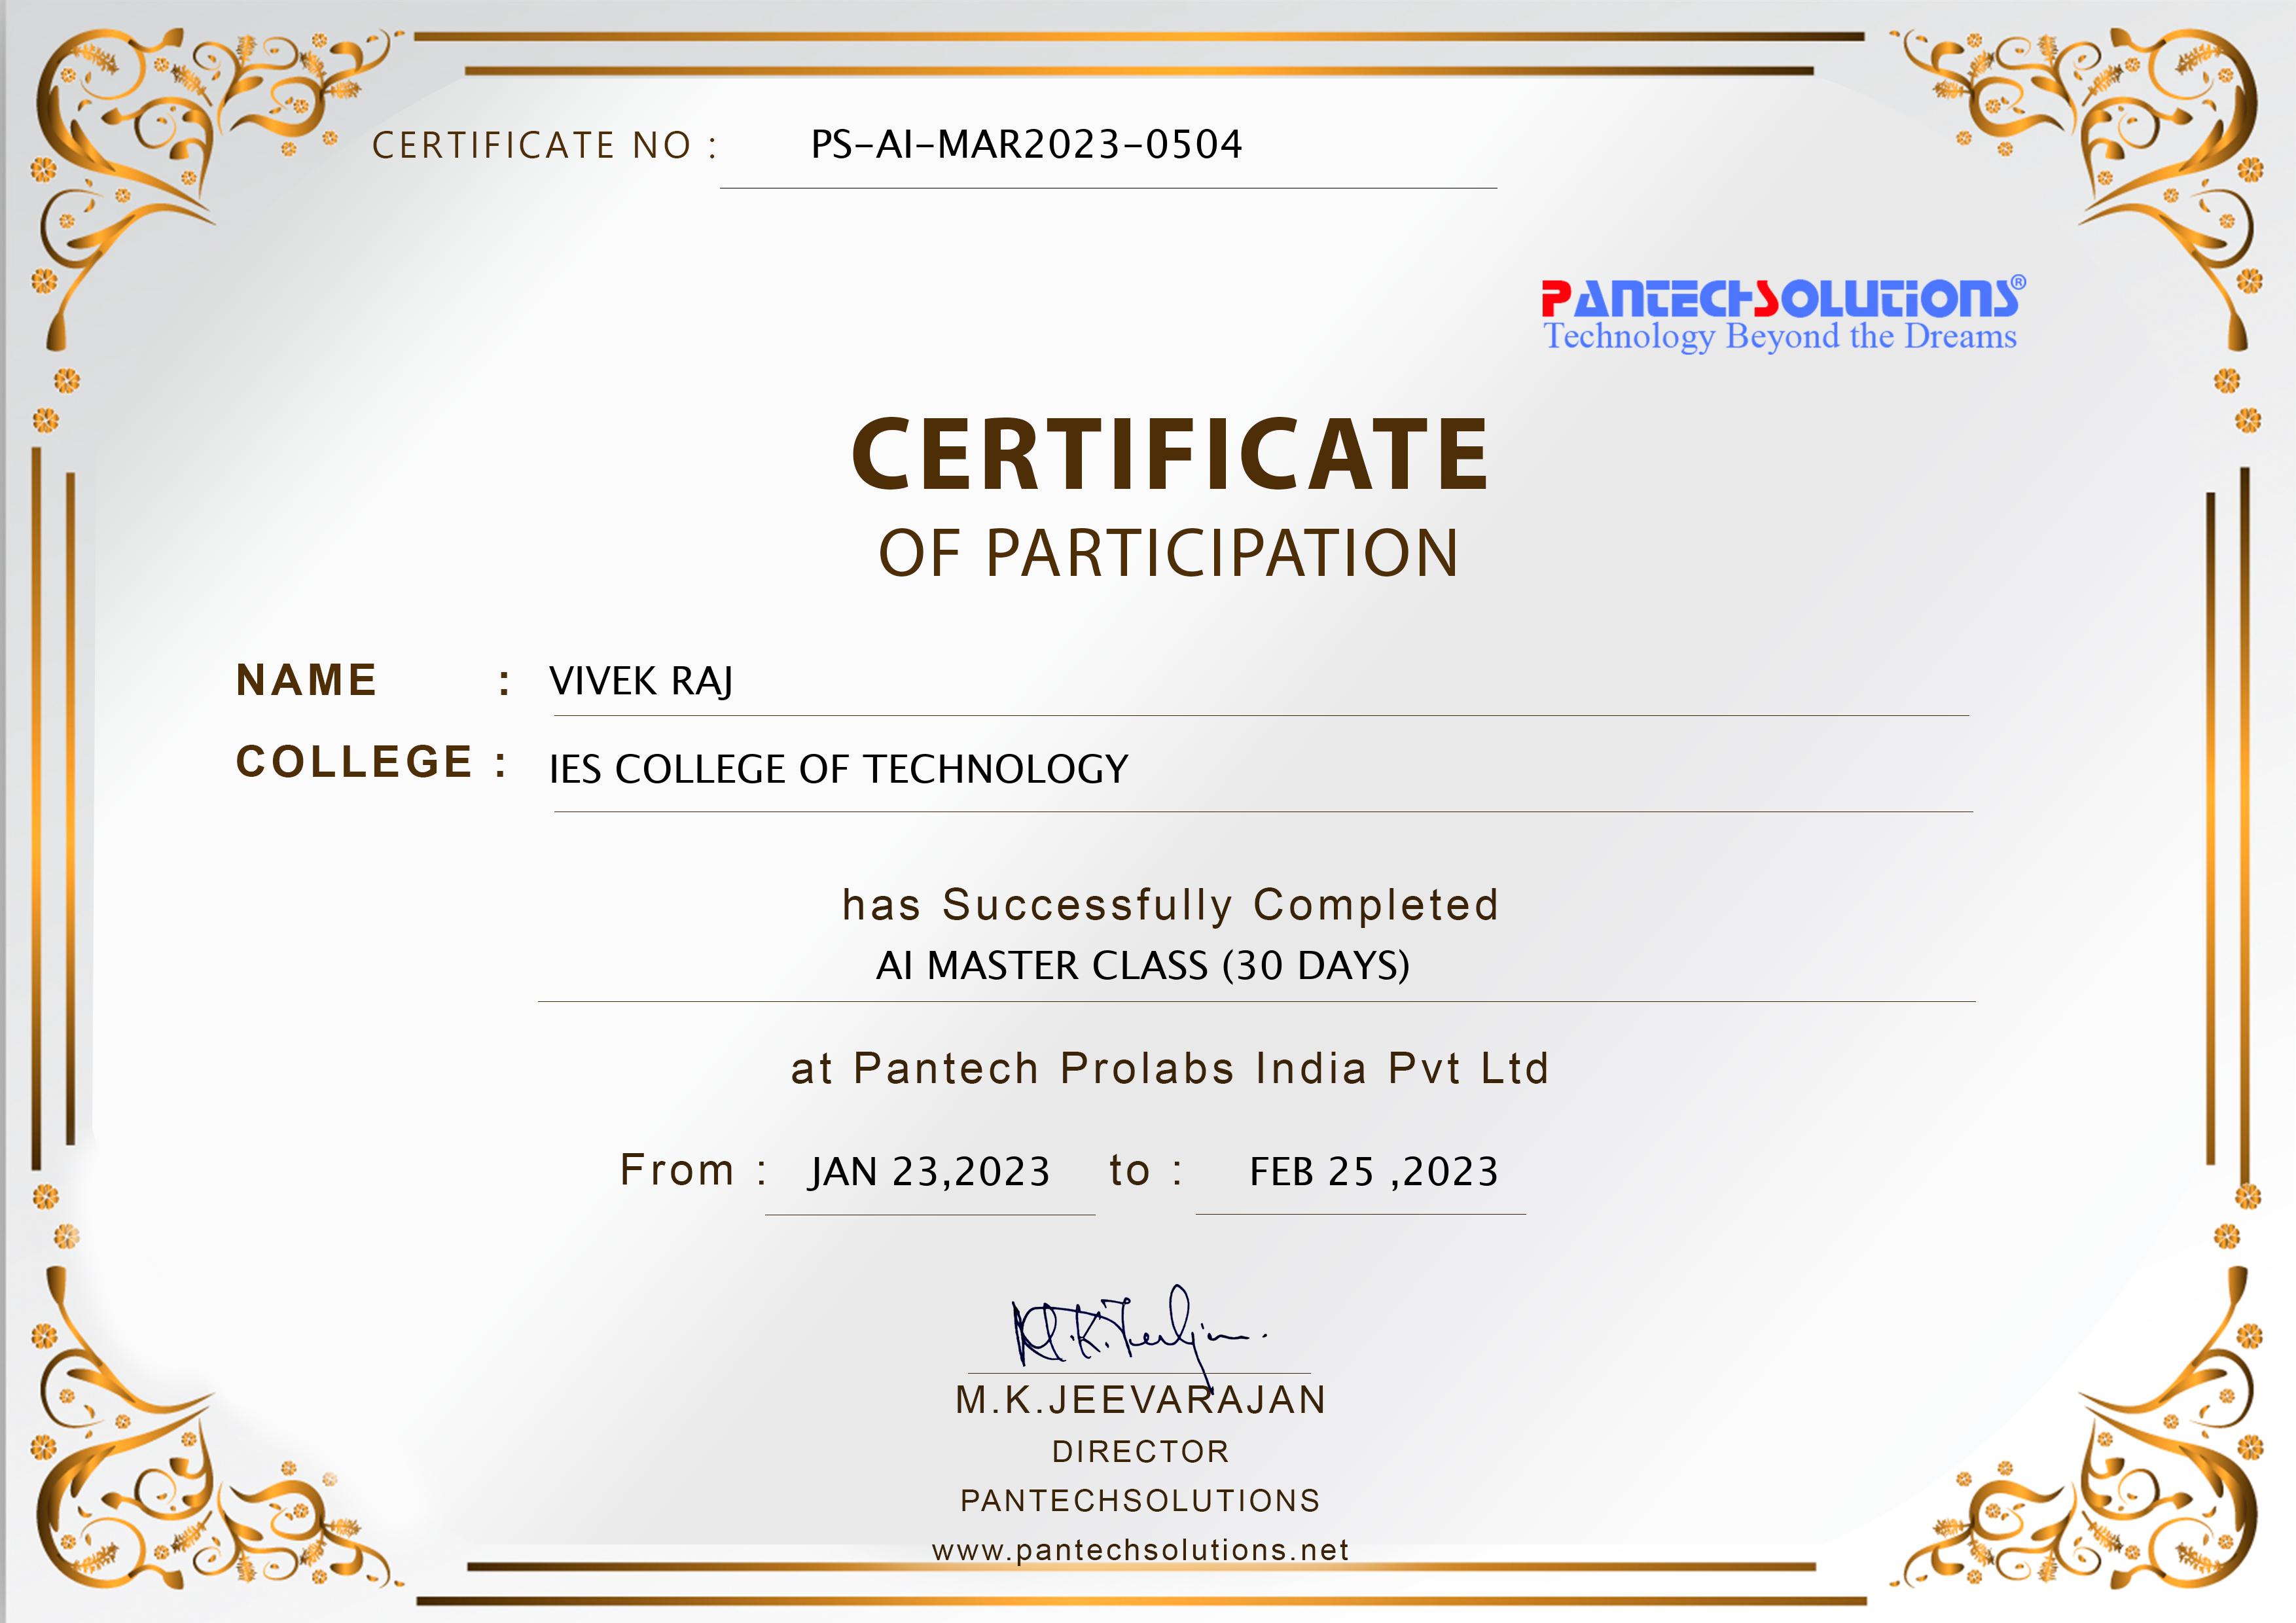 CERTIFICATE NO : PS-AI-MAR2023-0504
PANTECHSOLUTIONS®
Technology Beyond the Dreams
CERTIFICATE
OF PARTICIPATION
NAME : VIVEK RAJ
COLLEGE : IES COLLEGE OF TECHNOLOGY
has Successfully Completed
AI MASTER CLASS (30 DAYS)
at Pantech Prolabs India Pvt Ltd
From : JAN 23,2023 to : FEB 25 ,2023
M.K.JEEVARAJAN
DIRECTOR
PANTECHSOLUTIONS
www.pantechsolutions.net